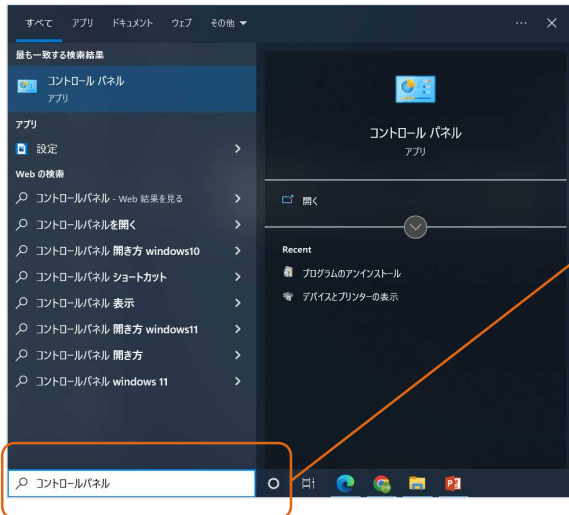 すべて アプリ ドキュメント ウェブ その他 ▼ ... ×
最も一致する検索結果
コントロール パネル
アプリ
アプリ
設定
Web の検索
コントロールパネル - Web 結果を見る
コントロールパネルを開く
コントロールパネル 開き方 windows10
コントロールパネル ショートカット
コントロールパネル 表示
コントロールパネル 開き方 windows11
コントロールパネル 開き方
コントロールパネル windows 11
コントロールパネル
コントロール パネル
アプリ
開く
Recent
プログラムのアンインストール
デバイスとプリンターの表示